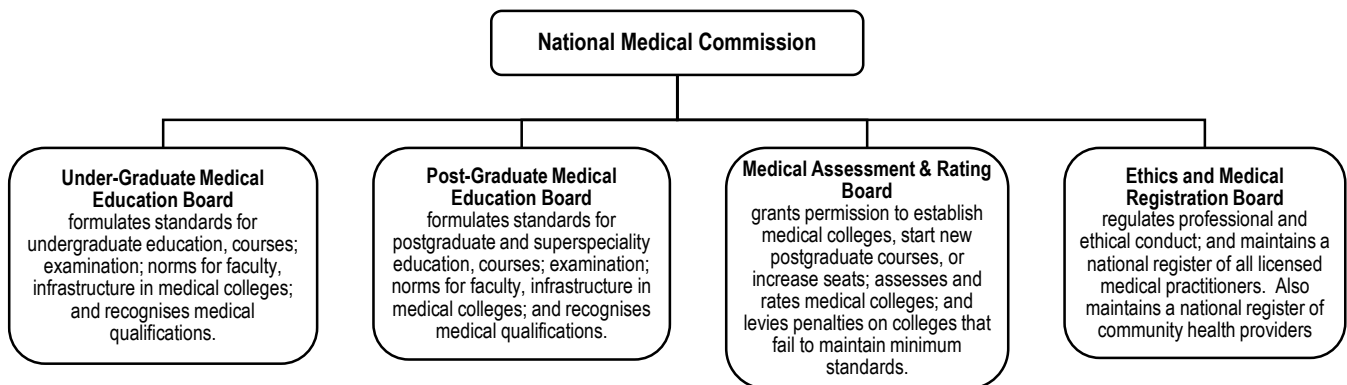 National Medical Commission
Under-Graduate Medical
Education Board
formulates standards for
undergraduate education, courses;
examination; norms for faculty,
infrastructure in medical colleges;
and recognises medical
qualifications.
Post-Graduate Medical
Education Board
formulates standards for
postgraduate and superspeciality
education, courses; examination;
norms for faculty, infrastructure in
medical colleges; and recognises
medical qualifications.
Medical Assessment & Rating
Board
grants permission to establish
medical colleges, start new
postgraduate courses, or
increase seats; assesses and
rates medical colleges; and
levies penalties on colleges that
fail to maintain minimum
standards.
Ethics and Medical
Registration Board
regulates professional and
ethical conduct; and maintains a
national register of all licensed
medical practitioners. Also
maintains a national register of
community health providers